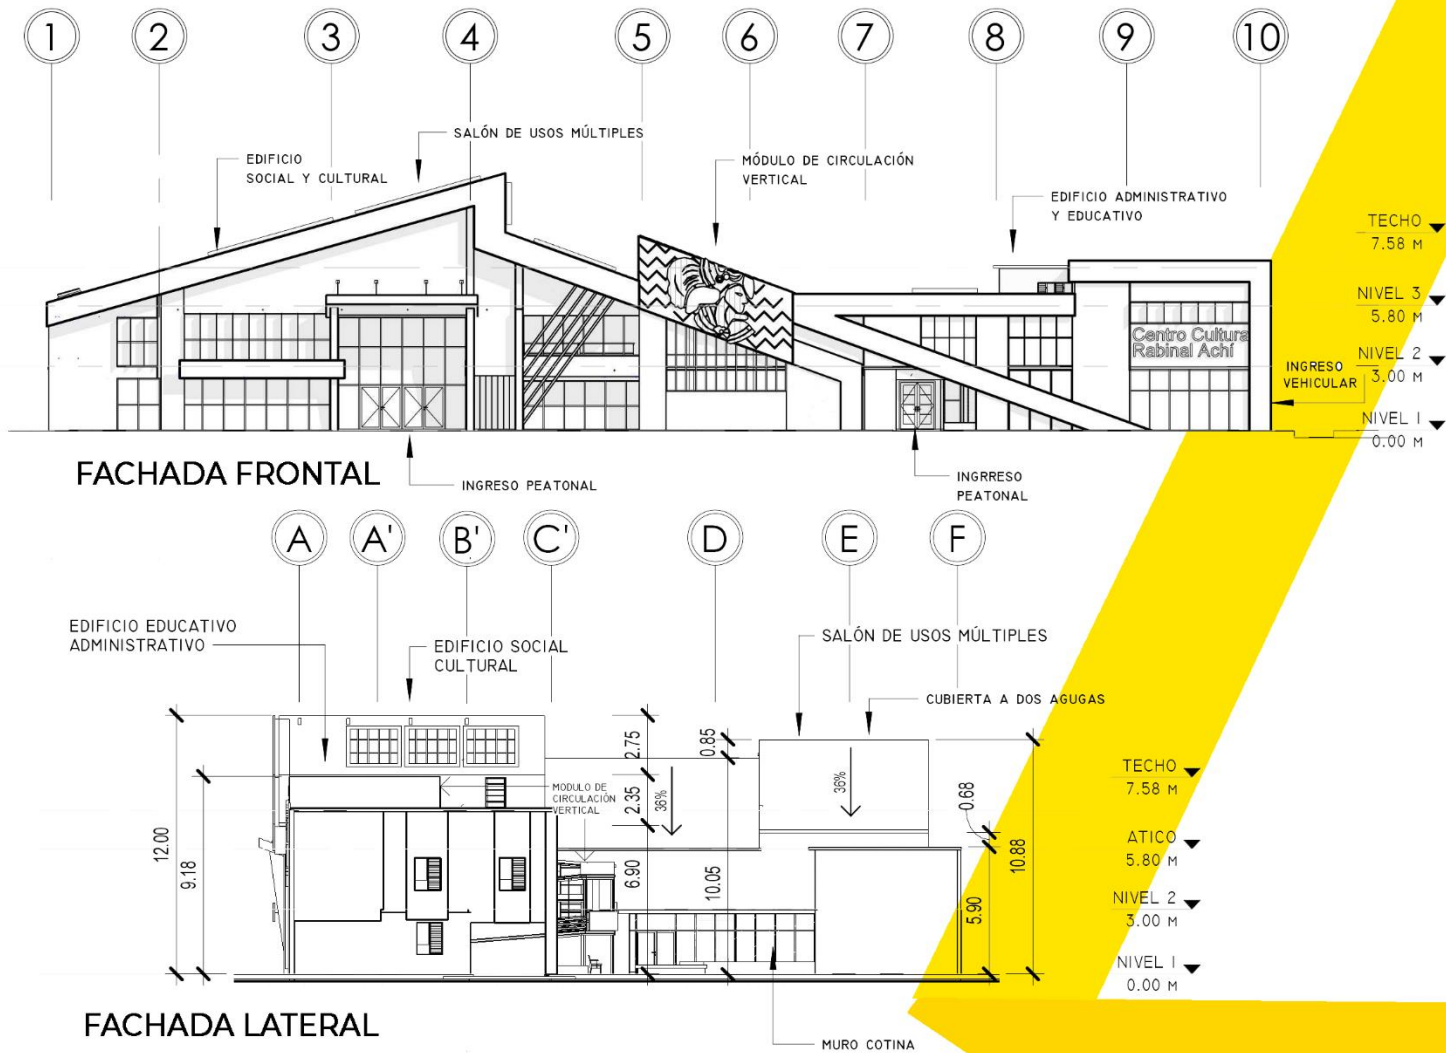 1 2 3 4 5 6 7 8 9 10
SALÓN DE USOS MÚLTIPLES
EDIFICIO
SOCIAL Y CULTURAL
MÓDULO DE CIRCULACIÓN
VERTICAL
EDIFICIO ADMINISTRATIVO
Y EDUCATIVO
TECHO
7.58 M
NIVEL 3
5.80 M
Centro Cultura
Rabinal Achí
NIVEL 2
3.00 M
INGRESO
VEHICULAR
NIVEL I
0.00 M
FACHADA FRONTAL
INGRESO PEATONAL
INGRRESO
PEATONAL
A A' B' C' D E F
EDIFICIO EDUCATIVO
ADMINISTRATIVO
EDIFICIO SOCIAL
CULTURAL
SALÓN DE USOS MÚLTIPLES
CUBIERTA A DOS AGUGAS
12.00
9.18
MODULO DE
CIRCULACIÓN
VERTICAL
2.75
2.35
6.90
36%
0.85
10.05
36%
0.68
5.90
10.88
TECHO
7.58 M
ATICO
5.80 M
NIVEL 2
3.00 M
NIVEL I
0.00 M
FACHADA LATERAL
MURO COTINA